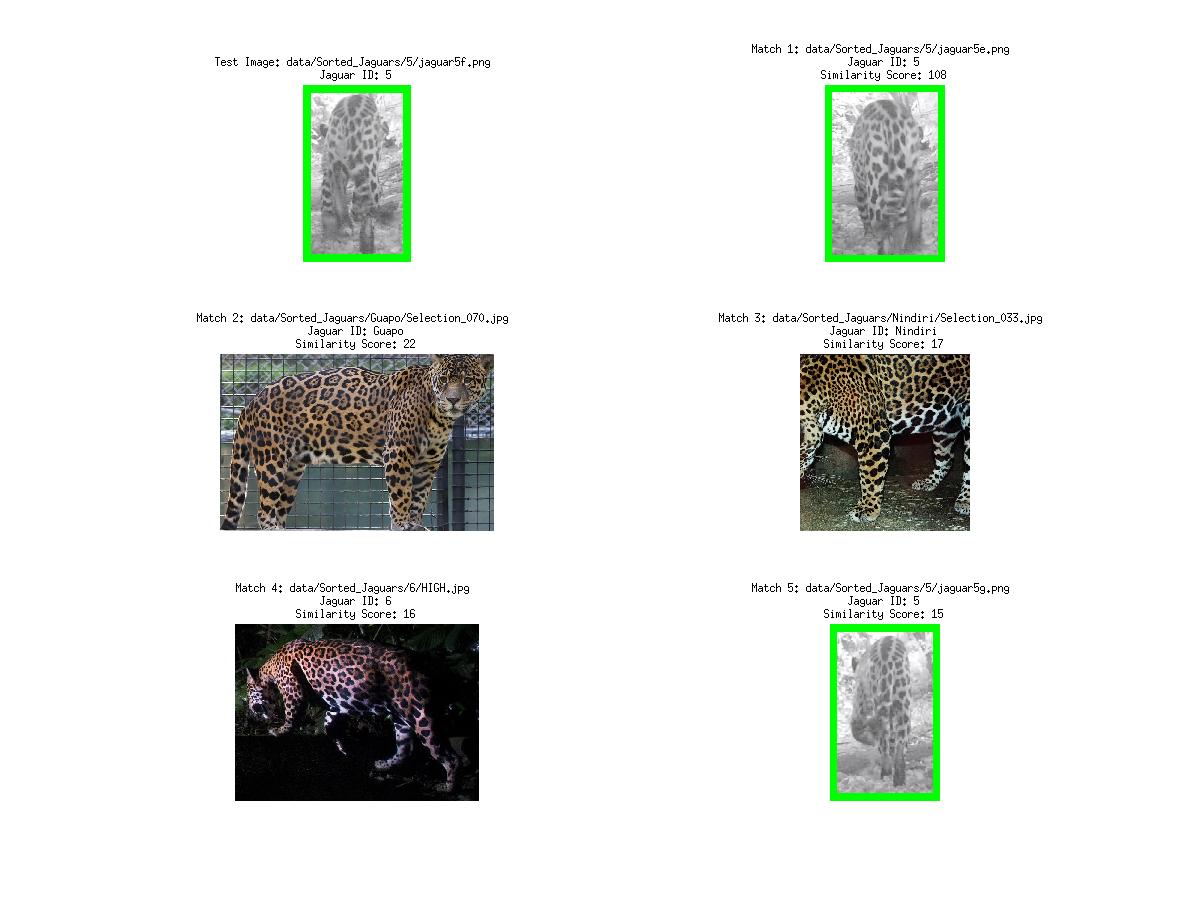 Test Image: data/Sorted_Jaguars/5/jaguar5f.png
Jaguar ID: 5
Match 1: data/Sorted_Jaguars/5/jaguar5e.png
Jaguar ID: 5
Similarity Score: 108
Match 2: data/Sorted_Jaguars/Guapo/Selection_070.jpg
Jaguar ID: Guapo
Similarity Score: 22
Match 3: data/Sorted_Jaguars/Nindiri/Selection_033.jpg
Jaguar ID: Nindiri
Similarity Score: 17
Match 4: data/Sorted_Jaguars/6/HIGH.jpg
Jaguar ID: 6
Similarity Score: 16
Match 5: data/Sorted_Jaguars/5/jaguar5g.png
Jaguar ID: 5
Similarity Score: 15